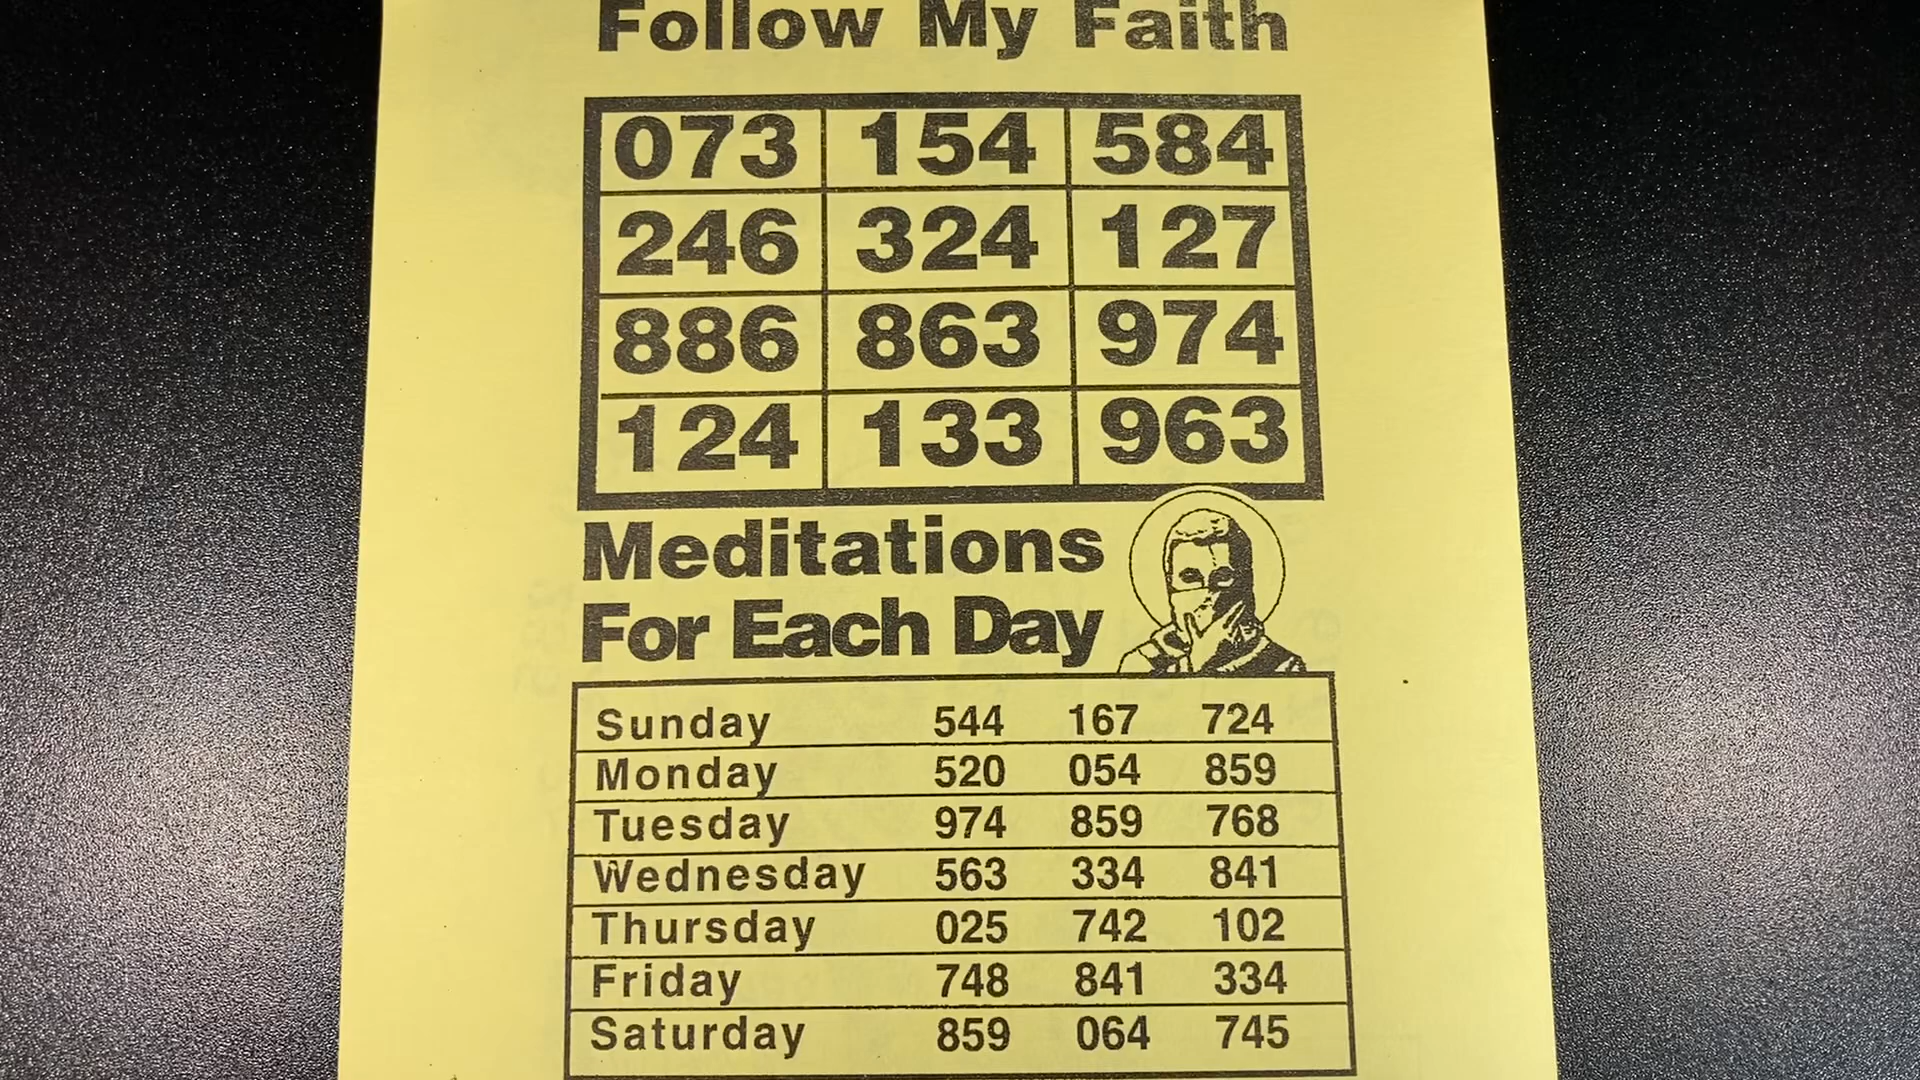 Follow My Faith
073 154 584
246 324 127
886 863 974
124 133 963
Meditations
For Each Day
Sunday 544 167 724
Monday 520 054 859
Tuesday 974 859 768
Wednesday 563 334 841
Thursday 025 742 102
Friday 748 841 334
Saturday 859 064 745